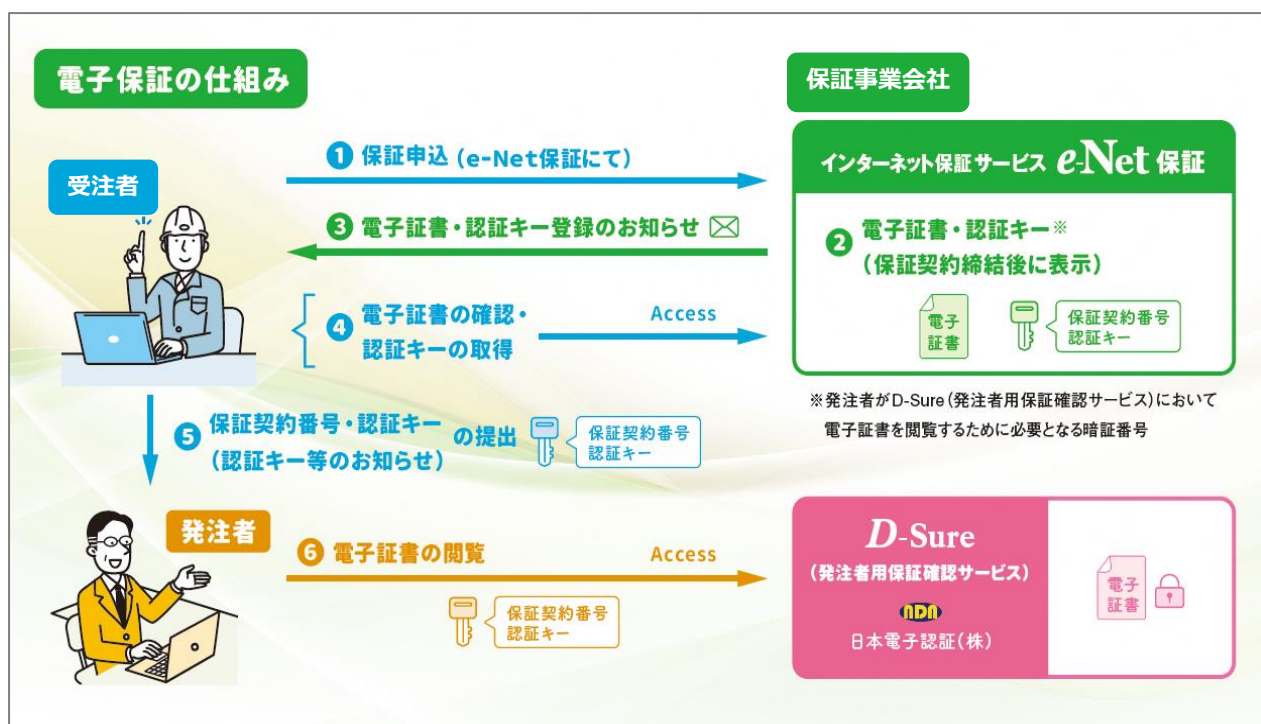 電子保証の仕組み
保証事業会社
受注者
❶ 保証申込(e-Net保証にて)
インターネット保証サービス e-Net 保証
❷ 電子証書・認証キー※
(保証契約締結後に表示)
電子
証書
保証契約番号
認証キー
❸ 電子証書・認証キー登録のお知らせ
❹ 電子証書の確認・
認証キーの取得
Access
※発注者がD-Sure(発注者用保証確認サービス)において
電子証書を閲覧するために必要となる暗証番号
❺ 保証契約番号・認証キー
(認証キー等のお知らせ)
の提出
保証契約番号
認証キー
発注者
❻ 電子証書の閲覧
Access
保証契約番号
認証キー
D-Sure
(発注者用保証確認サービス)
NDN
日本電子認証(株)
電子
証書